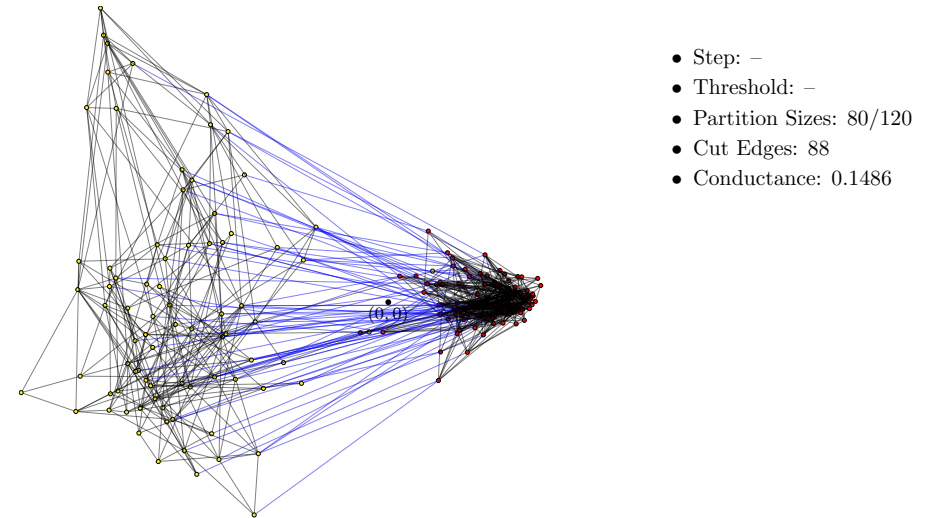 • Step: –
• Threshold: –
• Partition Sizes: 80/120
• Cut Edges: 88
• Conductance: 0.1486
(0, 0)